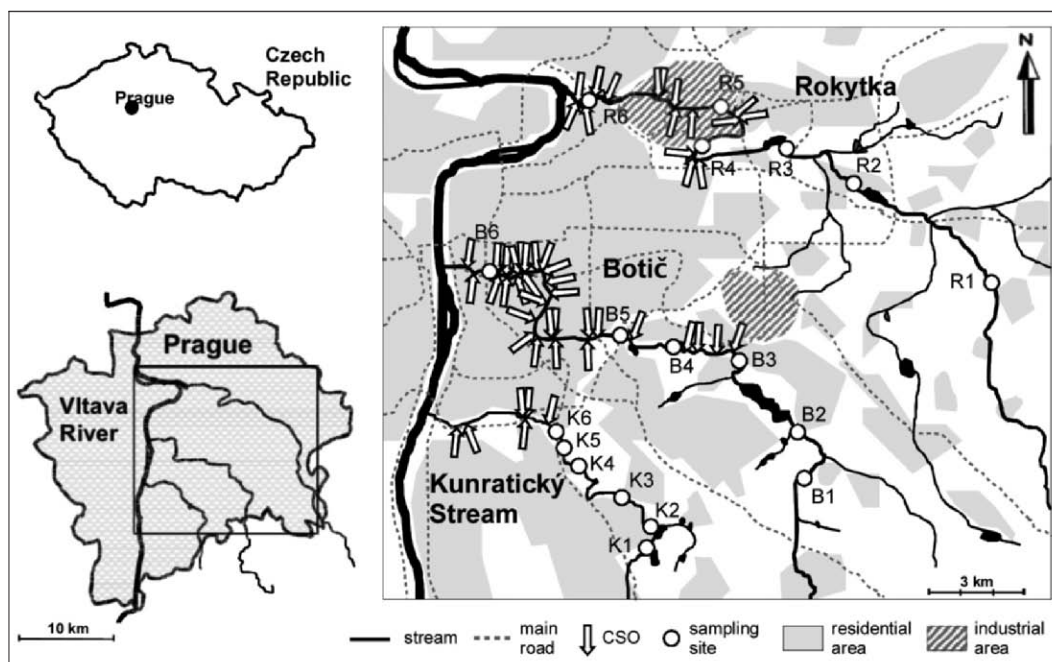 Czech
Republic
Prague
Prague
Vltava
River
10 km
N
Rokytka
R5
R6
R4
R3
R2
R1
B6
Botič
B5
B4
B3
B2
B1
K6
K5
K4
K3
K2
K1
Kunratický
Stream
3 km
stream
main
road
CSO
sampling
site
residential
area
industrial
area